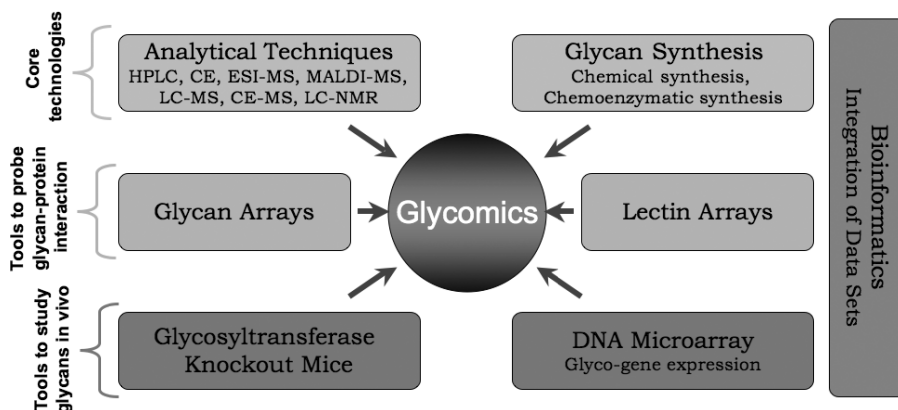 Core
technologies
Analytical Techniques
HPLC, CE, ESI-MS, MALDI-MS,
LC-MS, CE-MS, LC-NMR
Glycan Synthesis
Chemical synthesis,
Chemoenzymatic synthesis
Tools to probe
glycan-protein
interaction
Glycan Arrays
Glycomics
Lectin Arrays
Tools to study
glycans in vivo
Glycosyltransferase
Knockout Mice
DNA Microarray
Glyco-gene expression
Bioinformatics
Integration of Data Sets